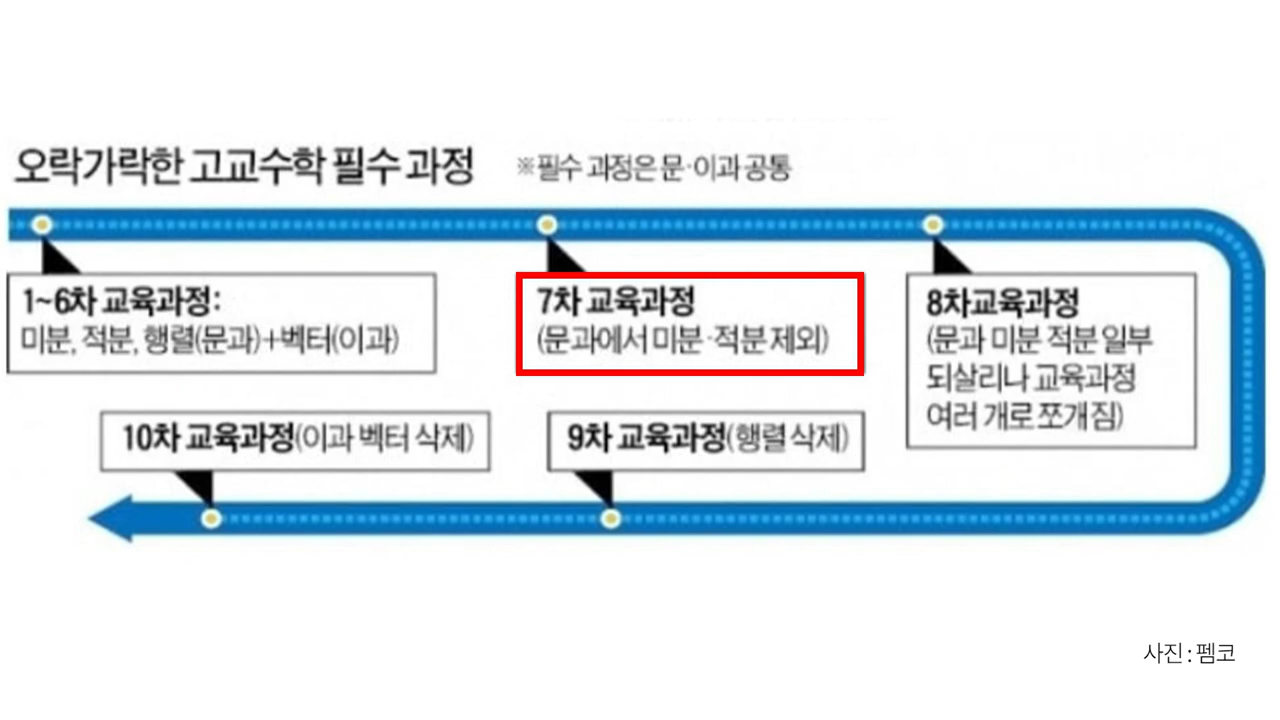 오락가락한 고교수학 필수 과정 ※필수 과정은 문·이과 공통
1~6차 교육과정:
미분, 적분, 행렬(문과)+벡터(이과)
7차 교육과정
(문과에서 미분·적분 제외)
8차교육과정
(문과 미분 적분 일부
되살리나 교육과정
여러 개로 쪼개짐)
10차 교육과정(이과 벡터 삭제)
9차 교육과정(행렬 삭제)
사진 : 펨코